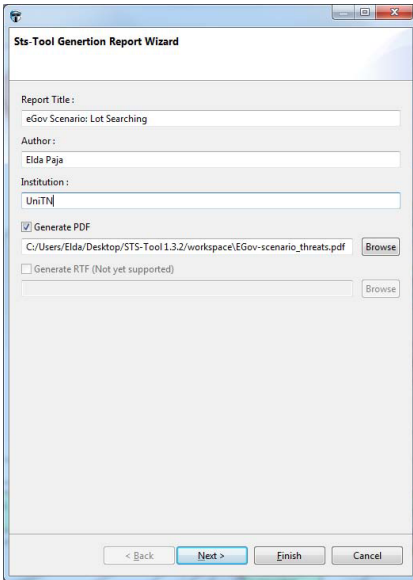 Sts-Tool Genertion Report Wizard
Report Title :
eGov Scenario: Lot Searching
Author :
Elda Paja
Institution :
UniTN
Generate PDF
C:/Users/Elda/Desktop/STS-Tool 1.3.2/workspace\EGov-scenario_threats.pdf Browse
Generate RTF (Not yet supported)
Browse
< Back Next > Finish Cancel